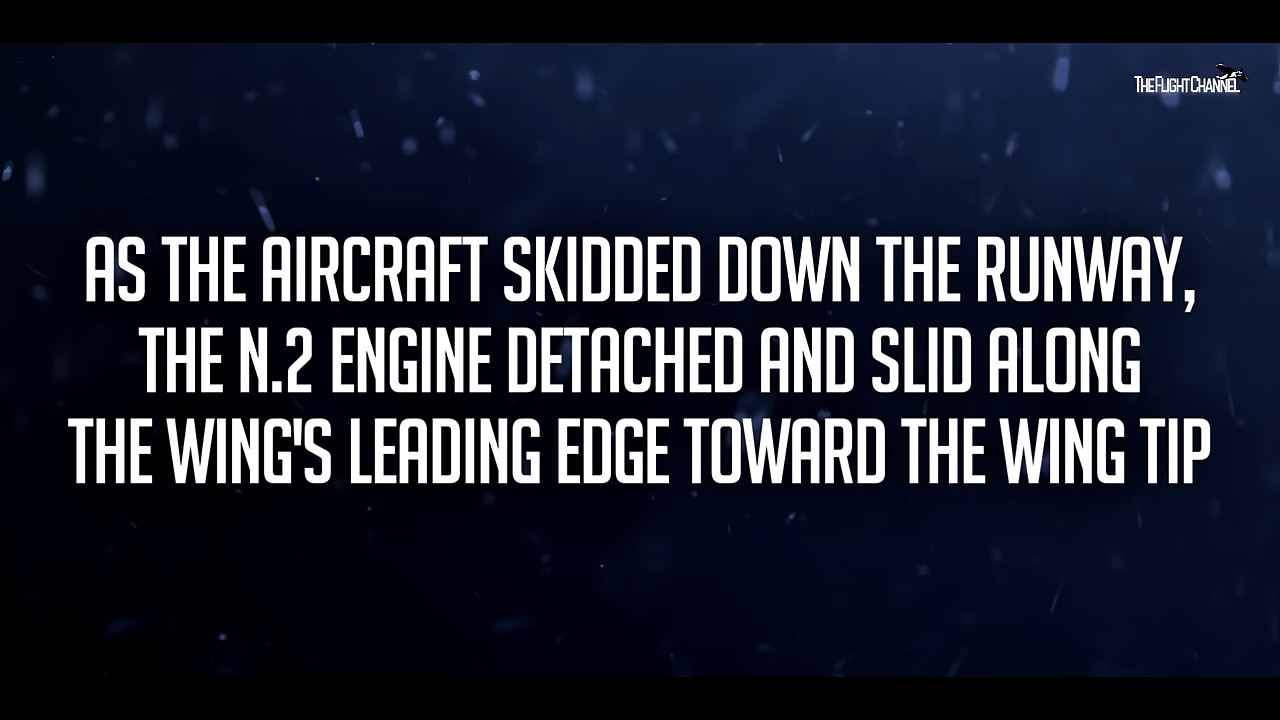 THEFLIGHTCHANNEL
AS THE AIRCRAFT SKIDDED DOWN THE RUNWAY,
THE N.2 ENGINE DETACHED AND SLID ALONG
THE WING'S LEADING EDGE TOWARD THE WING TIP